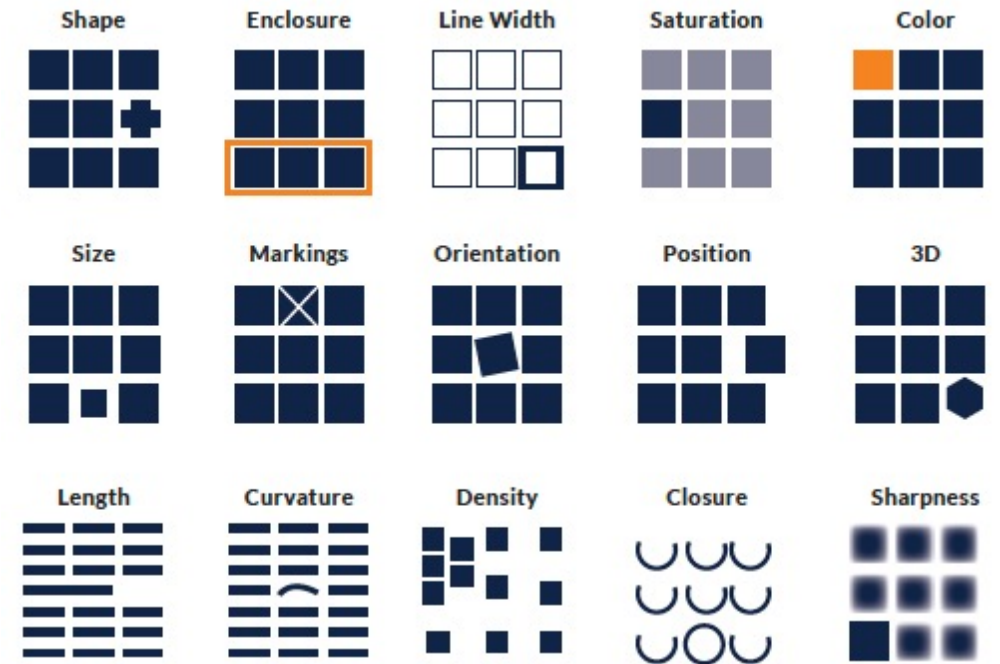 Shape
Enclosure
Line Width
Saturation
Color
Size
Markings
Orientation
Position
3D
Length
Curvature
Density
Closure
Sharpness